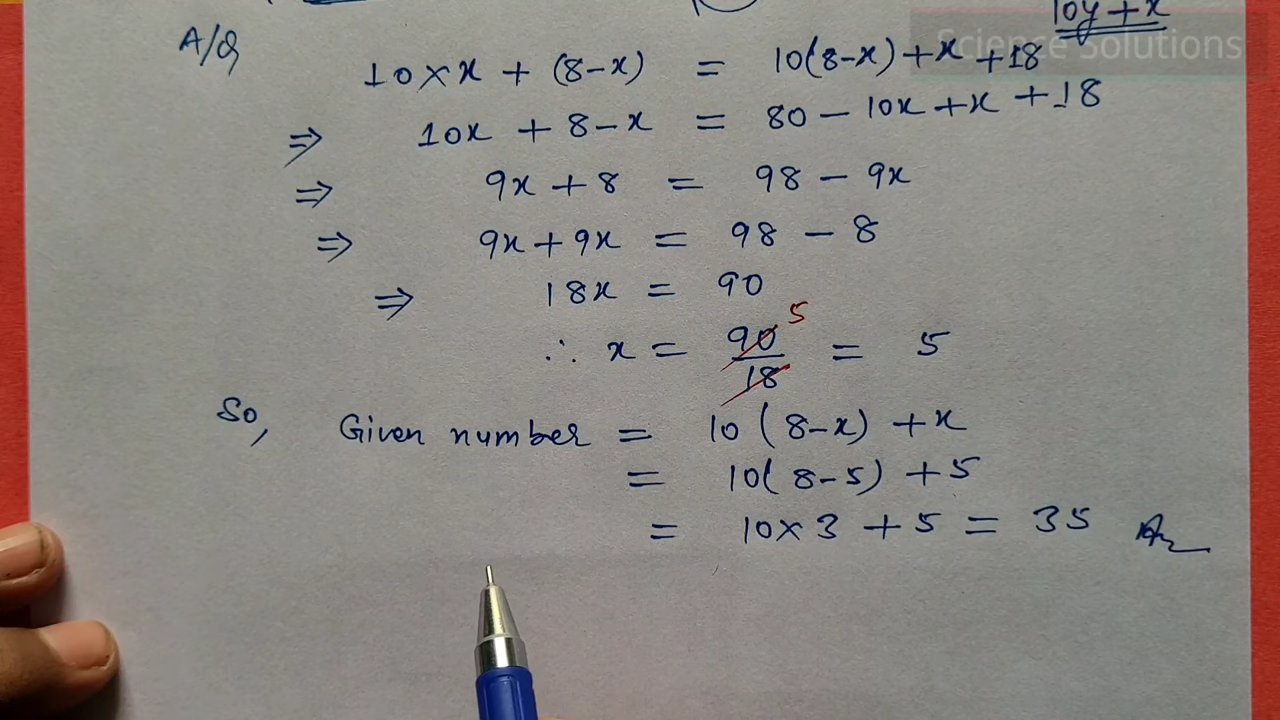 10y + x
Science Solutions
A/Q
10 × x + (8-x) = 10(8-x) + x + 18
⇒ 10x + 8 - x = 80 - 10x + x + 18
⇒ 9x + 8 = 98 - 9x
⇒ 9x + 9x = 98 - 8
⇒ 18x = 90
∴ x = 90/18 = 5
5
So, Given number = 10 (8-x) + x
= 10(8-5) + 5
= 10 × 3 + 5 = 35 An